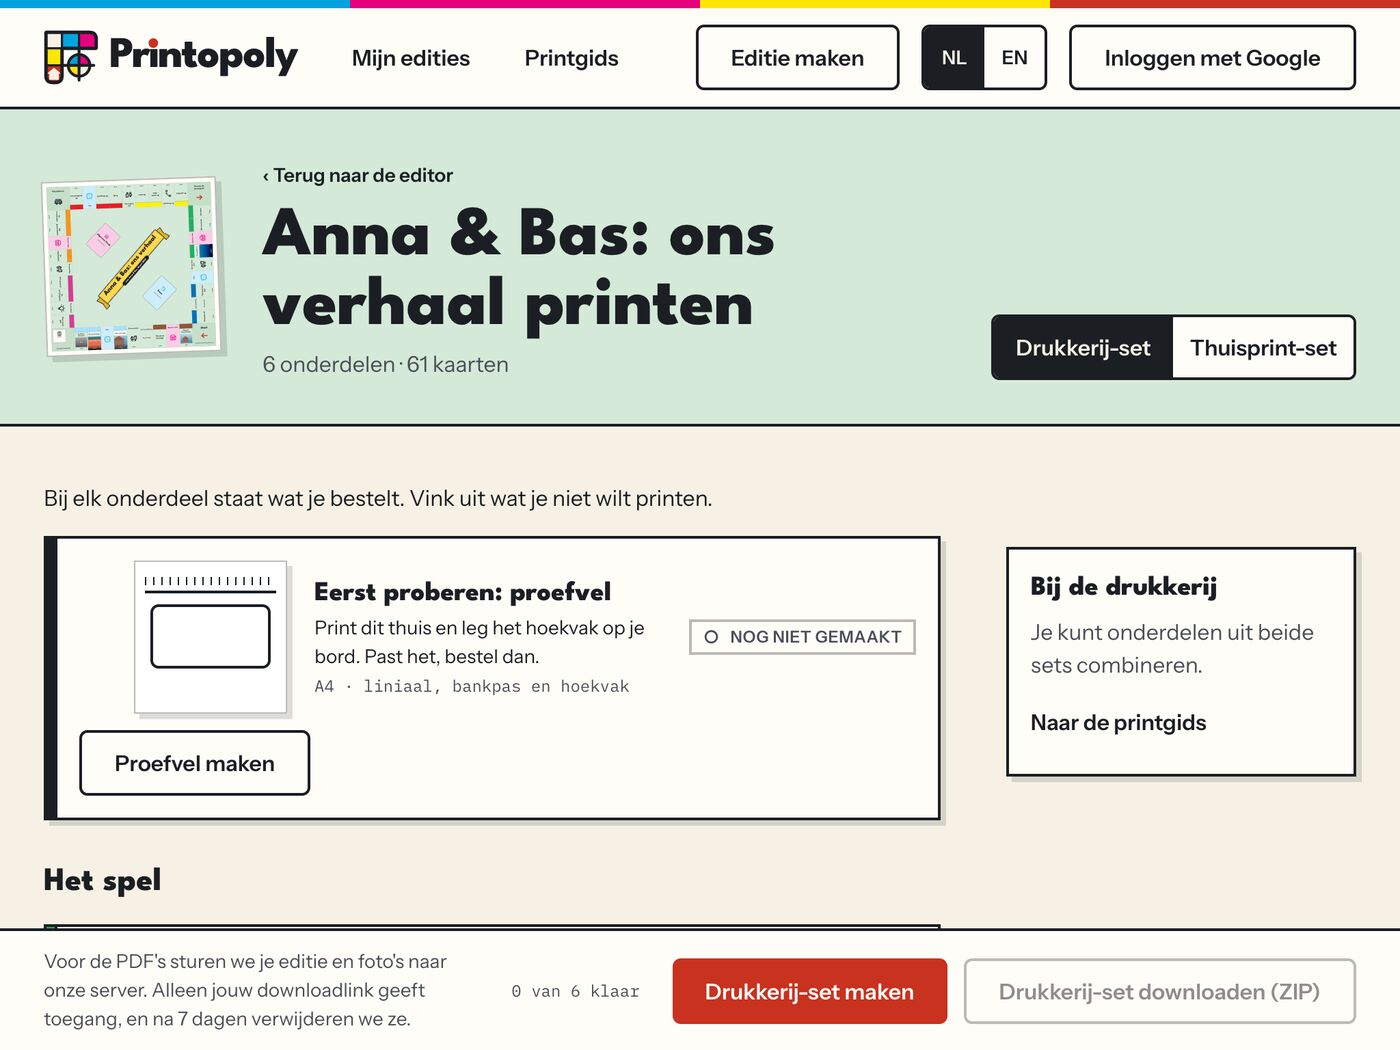 Printopoly
Mijn edities
Printgids
Editie maken
NL
EN
Inloggen met Google
‹ Terug naar de editor
Anna & Bas: ons
verhaal printen
6 onderdelen · 61 kaarten
Anna & Bas: ons verhaal
Drukkerij-set
Thuisprint-set
Bij elk onderdeel staat wat je bestelt. Vink uit wat je niet wilt printen.
Eerst proberen: proefvel
Print dit thuis en leg het hoekvak op je
bord. Past het, bestel dan.
A4 · liniaal, bankpas en hoekvak
NOG NIET GEMAAKT
Proefvel maken
Bij de drukkerij
Je kunt onderdelen uit beide
sets combineren.
Naar de printgids
Het spel
Voor de PDF's sturen we je editie en foto's naar
onze server. Alleen jouw downloadlink geeft
toegang, en na 7 dagen verwijderen we ze.
0 van 6 klaar
Drukkerij-set maken
Drukkerij-set downloaden (ZIP)